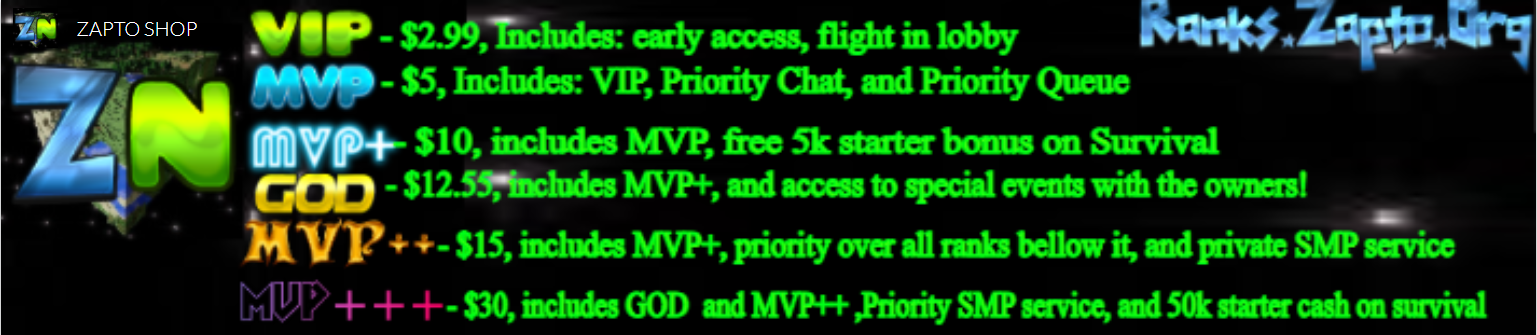 ZN ZAPTO SHOP
Ranks.Zapto.Org
ZN
VIP - $2.99, Includes: early access, flight in lobby
MVP - $5, Includes: VIP, Priority Chat, and Priority Queue
MVP+- $10, includes MVP, free 5k starter bonus on Survival
GOD - $12.55, includes MVP+, and access to special events with the owners!
MVP++- $15, includes MVP+, priority over all ranks bellow it, and private SMP service
MVP+++- $30, includes GOD and MVP++ ,Priority SMP service, and 50k starter cash on survival